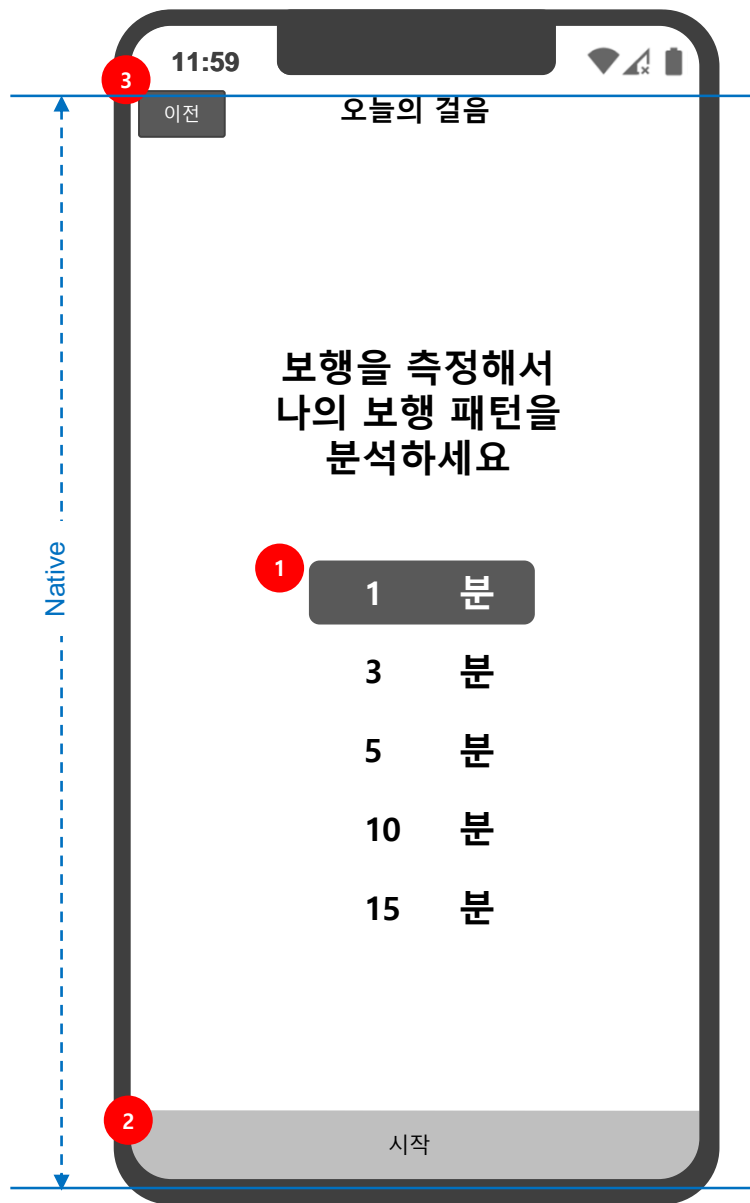 11:59
3
이전
오늘의 걸음
보행을 측정해서
나의 보행 패턴을
분석하세요
Native
1
1 분
3 분
5 분
10 분
15 분
2
시작